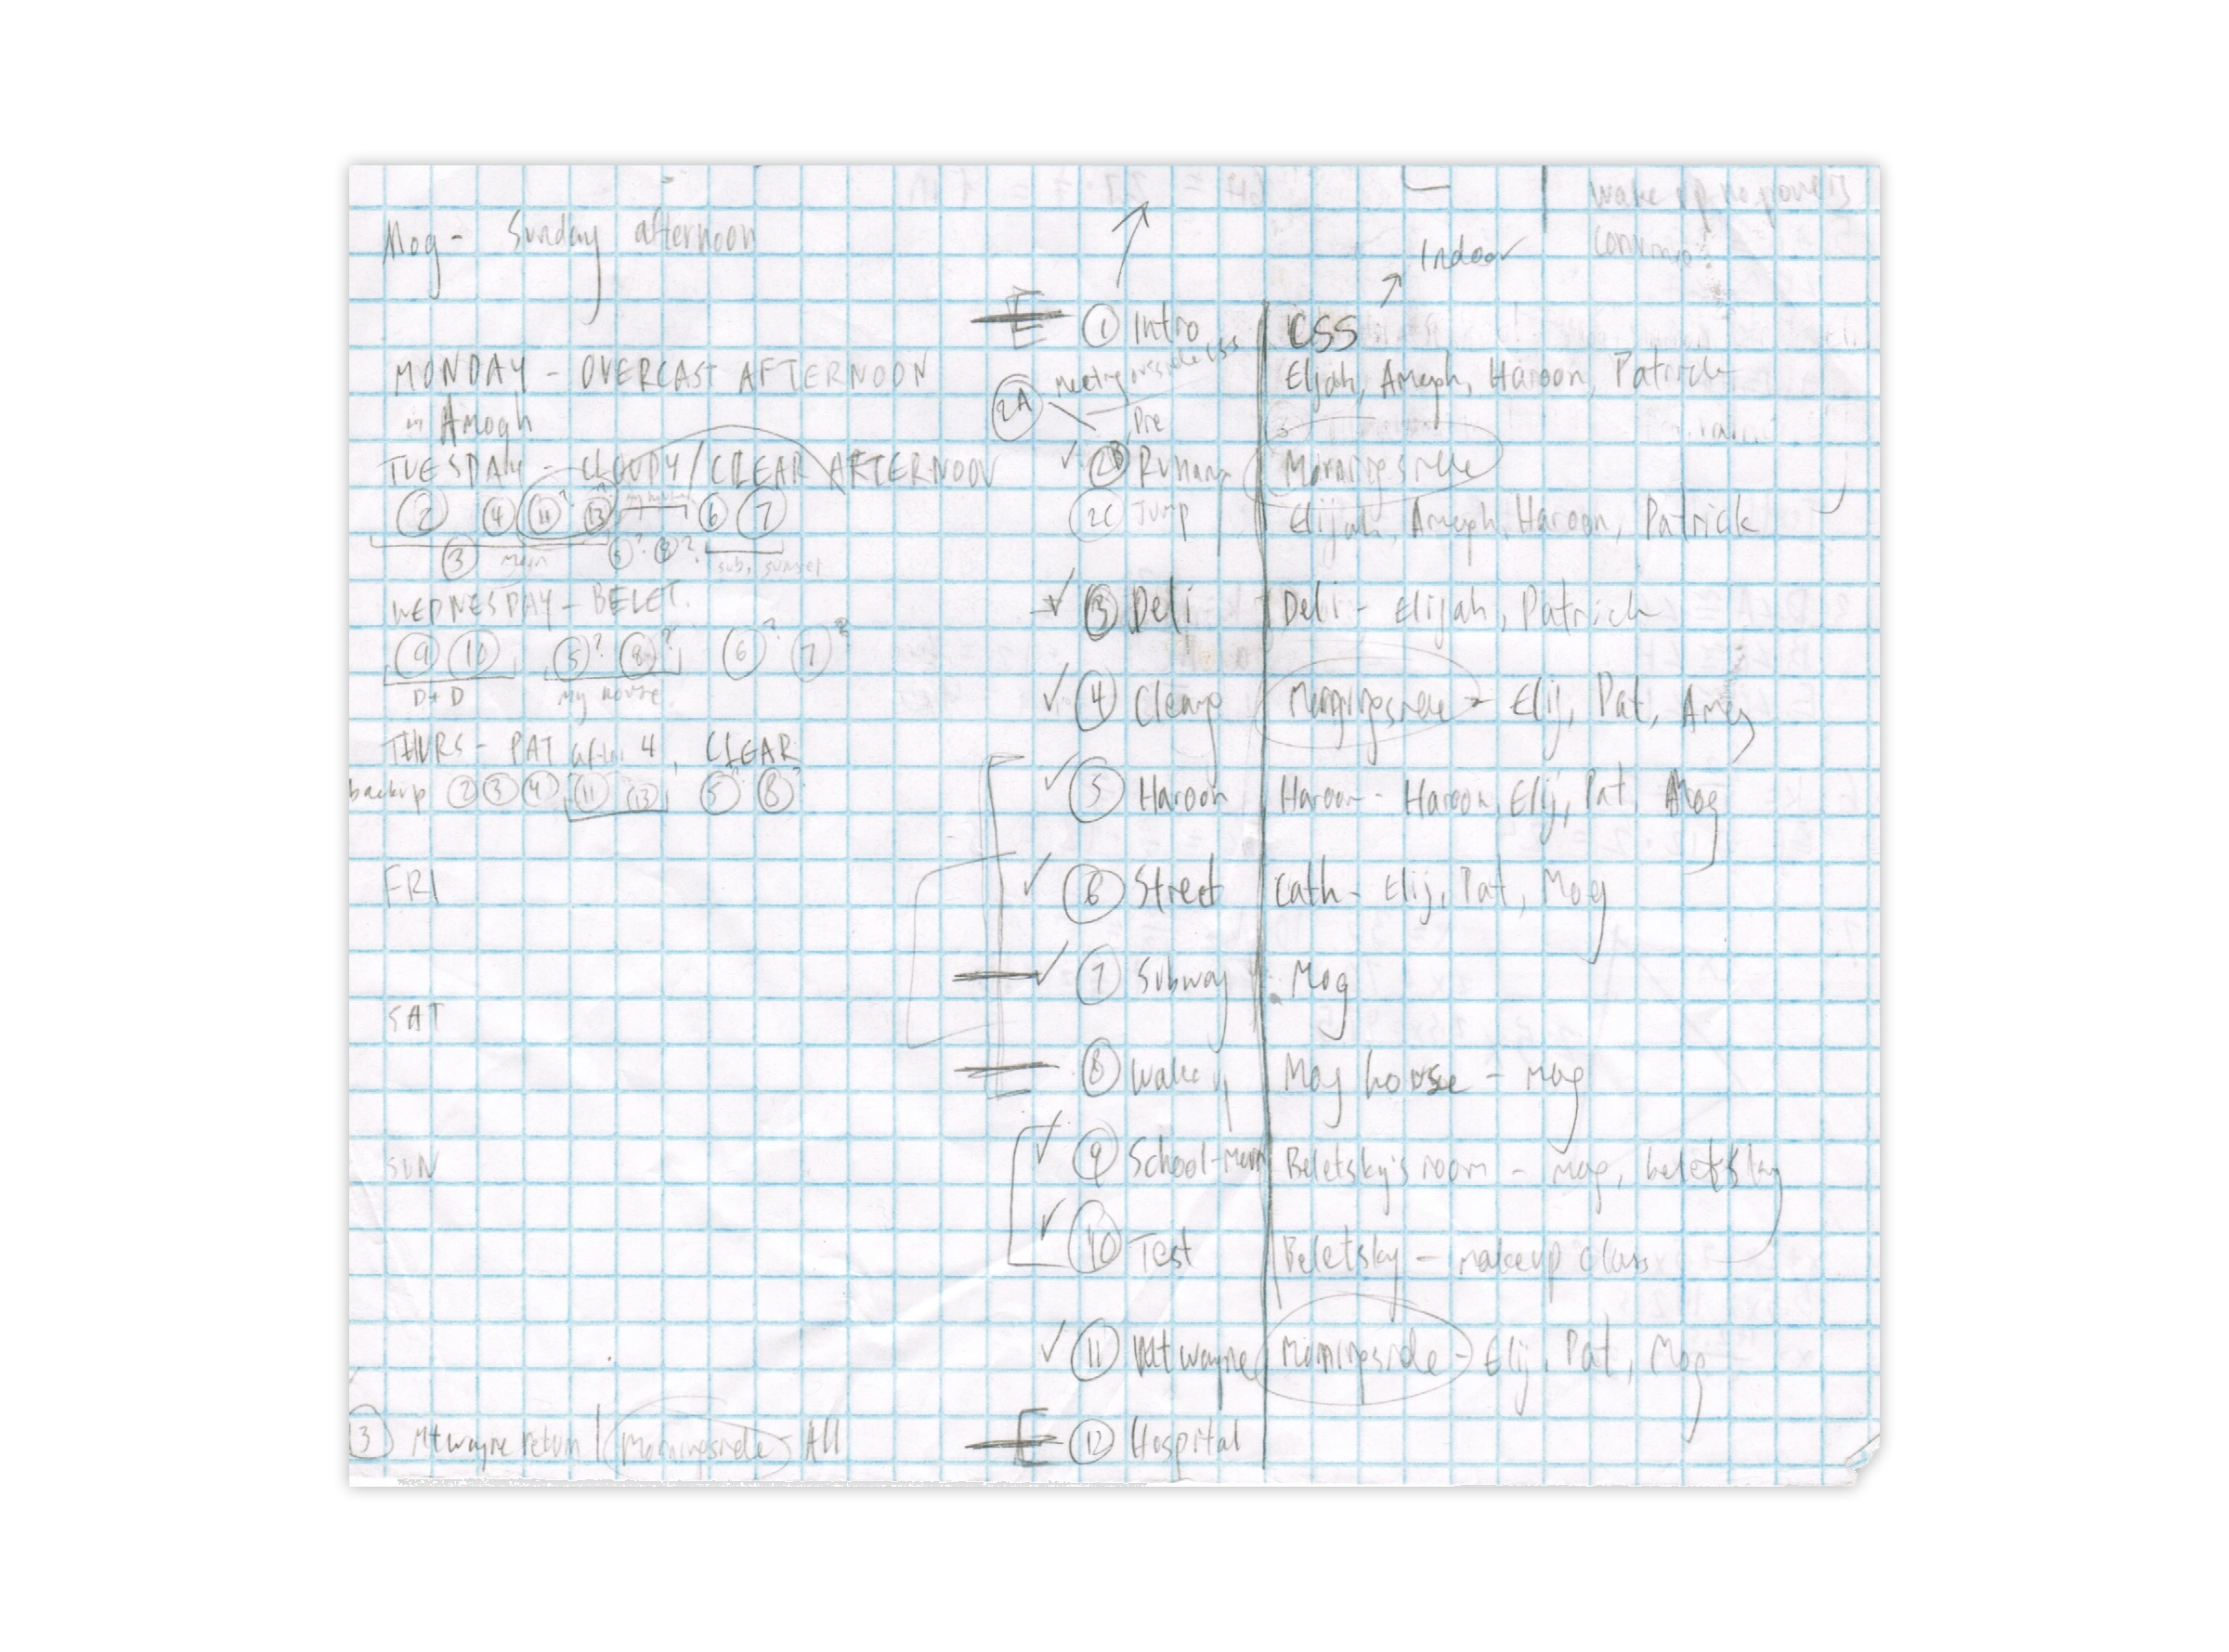 Mog - Sunday afternoon
MONDAY - OVERCAST AFTERNOON
Amogh
TUESDAY - CLOUDY/CLEAR AFTERNOON
2 4 11? 13? my house 6 7
3 main 5? 8? sub, sunset
WEDNESDAY - BELET.
9 10 5? 8? 6? 7?
D+D my house
THURS - PAT after 4, CLEAR
backup 2 3 4 11 13 5? 8?
FRI
SAT
SUN
13 Mt wayne return | Morningside - All
Indoor
1 Intro CSS
Elijah, Amogh, Haroon, Patrick
2A Meeting outside CSS
Pre
2B Running Morningside
2C Jump Elijah, Amogh, Haroon, Patrick
3 Deli Deli - Elijah, Patrick
4 Cleanup Morningside - Elij, Pat, Amog
5 Haroon Haroon - Haroon, Elij, Pat, Amog
6 Street Cath - Elij, Pat, Mog
7 Subway Mog
8 Wake up Mog house - Mog
9 School-Morn Beletsky's room - Mog, beletsky
10 Test Beletsky - makeup class
11 Mt wayne Morningside - Elij, Pat, Mog
12 Hospital
wake up no power